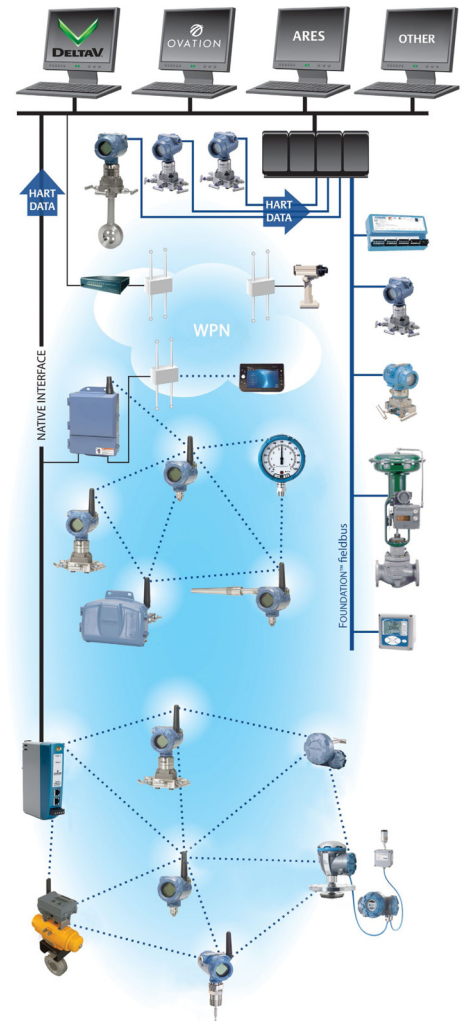 DELTAV
OVATION
ARES
OTHER
HART
DATA
HART
DATA
WPN
NATIVE INTERFACE
FOUNDATION™ fieldbus